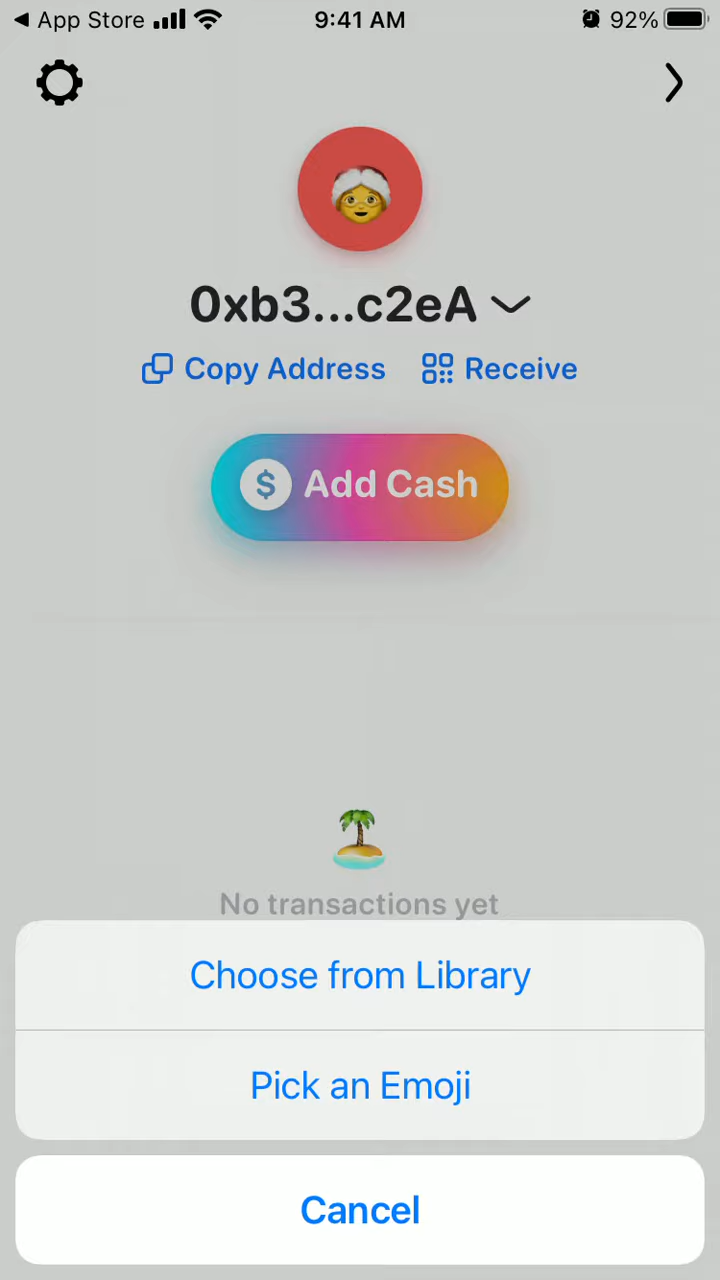 App Store 9:41 AM 92%
0xb3...c2eA
Copy Address Receive
$ Add Cash
No transactions yet
Choose from Library
Pick an Emoji
Cancel